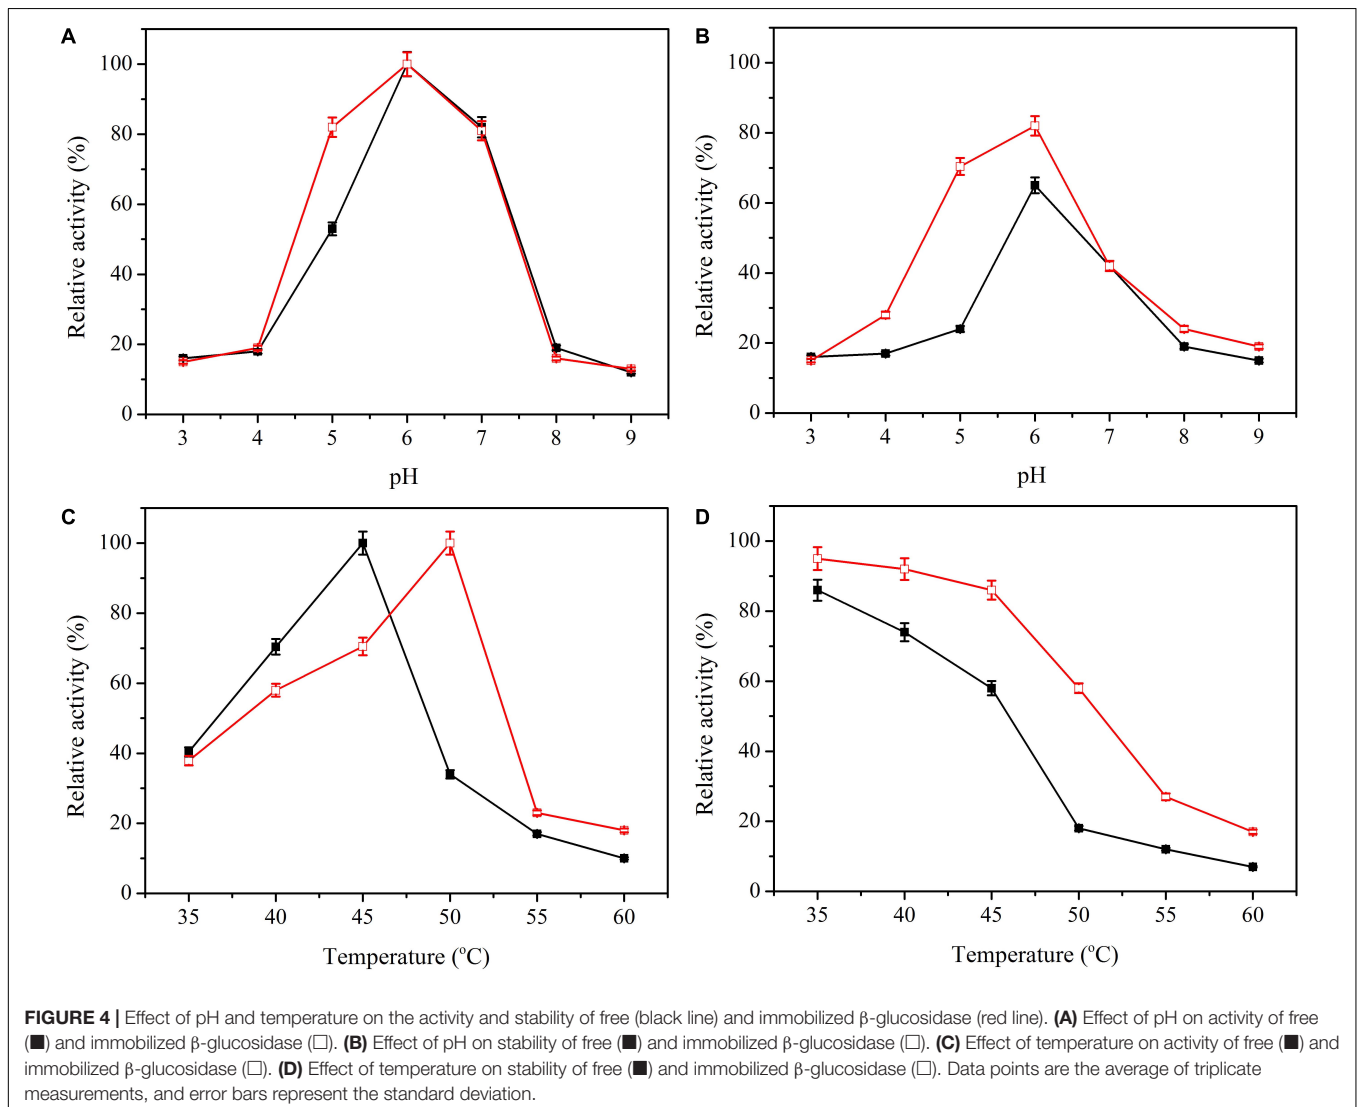 A
100
80
60
40
20
0
Relative activity (%)
3 4 5 6 7 8 9
pH
B
100
80
60
40
20
0
Relative activity (%)
3 4 5 6 7 8 9
pH
C
100
80
60
40
20
0
Relative activity (%)
35 40 45 50 55 60
Temperature (°C)
D
100
80
60
40
20
0
Relative activity (%)
35 40 45 50 55 60
Temperature (°C)
FIGURE 4 | Effect of pH and temperature on the activity and stability of free (black line) and immobilized β-glucosidase (red line). (A) Effect of pH on activity of free
(■) and immobilized β-glucosidase (□). (B) Effect of pH on stability of free (■) and immobilized β-glucosidase (□). (C) Effect of temperature on activity of free (■) and
immobilized β-glucosidase (□). (D) Effect of temperature on stability of free (■) and immobilized β-glucosidase (□). Data points are the average of triplicate
measurements, and error bars represent the standard deviation.